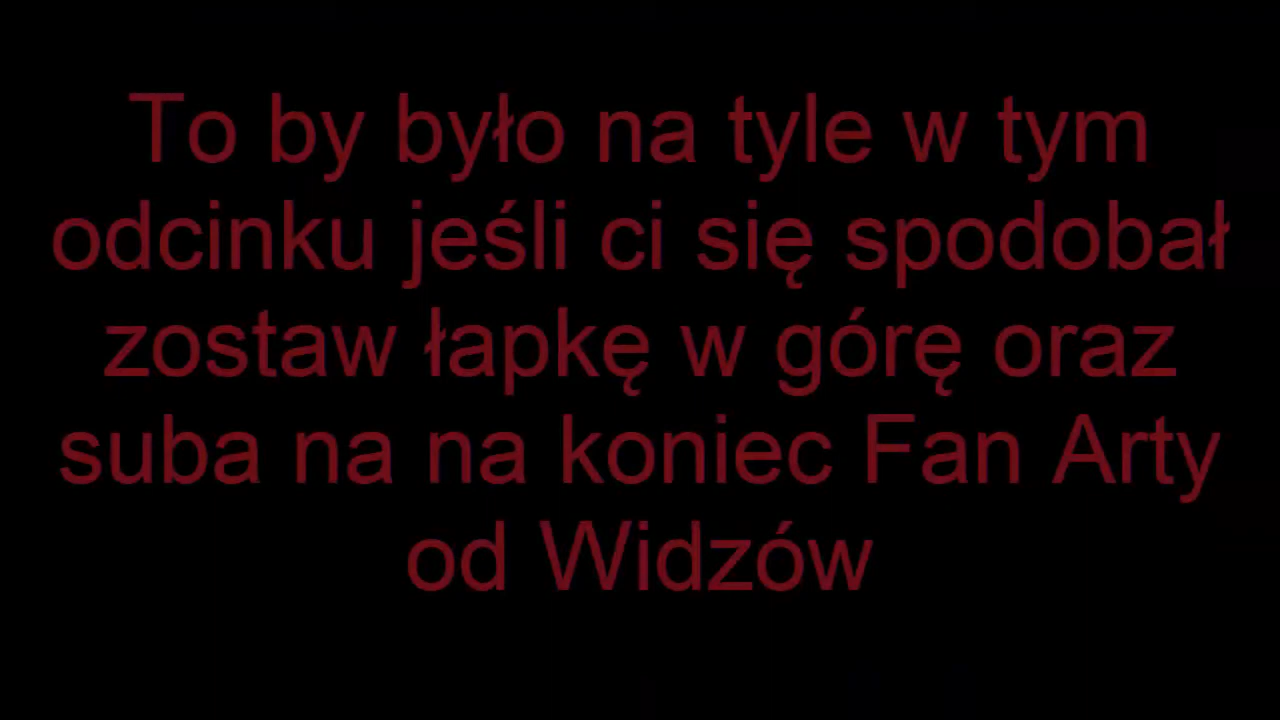 To by było na tyle w tym
odcinku jeśli ci się spodobał
zostaw łapkę w górę oraz
suba na na koniec Fan Arty
od Widzów